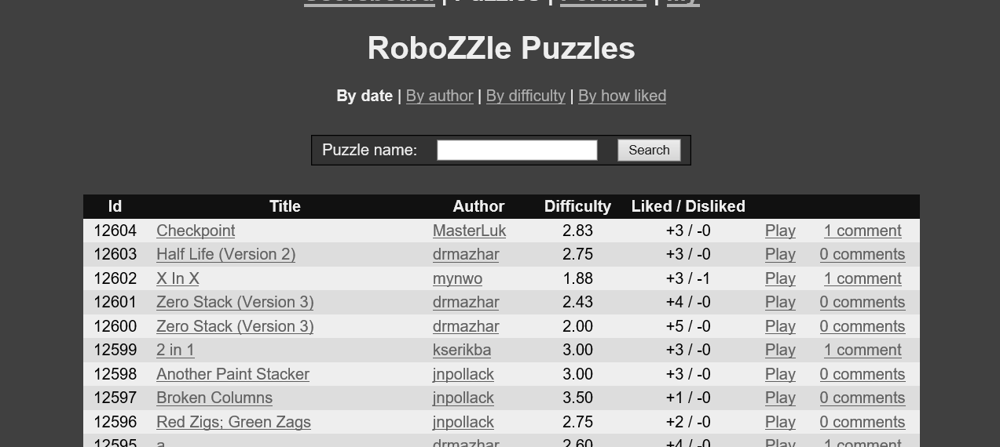 Scoreboard | Puzzles | Forums | My
RoboZZle Puzzles
By date | By author | By difficulty | By how liked
Puzzle name: Search
Id Title Author Difficulty Liked / Disliked
12604 Checkpoint MasterLuk 2.83 +3 / -0 Play 1 comment
12603 Half Life (Version 2) drmazhar 2.75 +3 / -0 Play 0 comments
12602 X In X mynwo 1.88 +3 / -1 Play 1 comment
12601 Zero Stack (Version 3) drmazhar 2.43 +4 / -0 Play 0 comments
12600 Zero Stack (Version 3) drmazhar 2.00 +5 / -0 Play 0 comments
12599 2 in 1 kserikba 3.00 +3 / -0 Play 1 comment
12598 Another Paint Stacker jnpollack 3.00 +3 / -0 Play 0 comments
12597 Broken Columns jnpollack 3.50 +1 / -0 Play 0 comments
12596 Red Zigs; Green Zags jnpollack 2.75 +2 / -0 Play 0 comments
12595 a drmazhar 2.60 +4 / -0 Play 1 comment